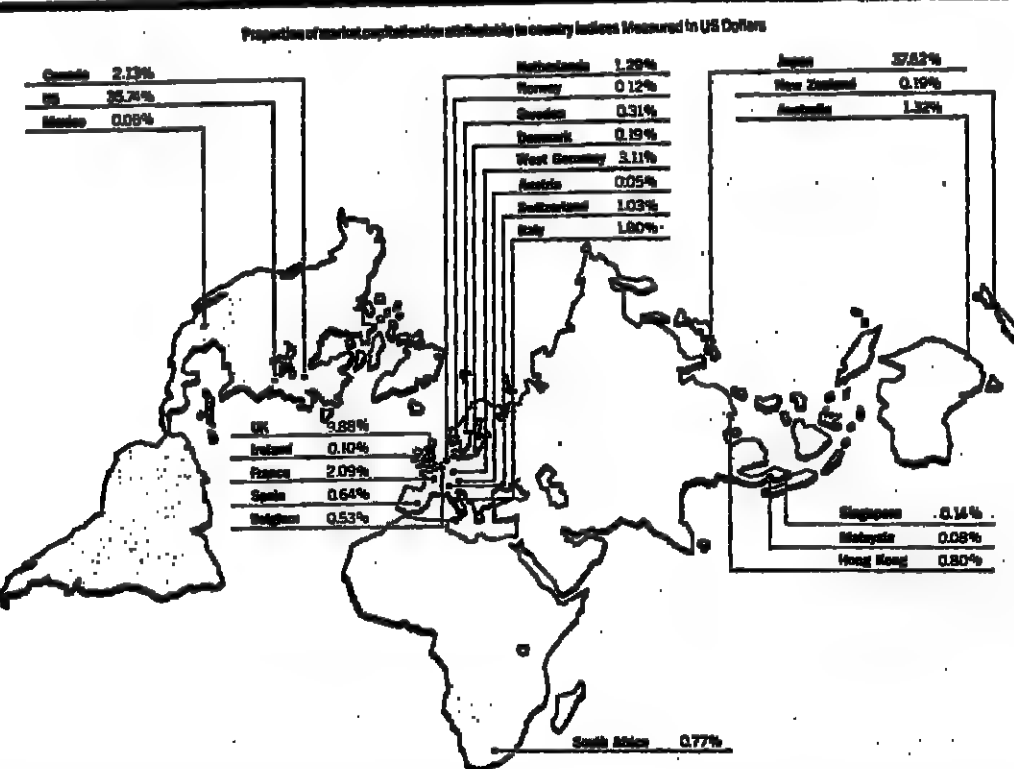 Proportion of market capitalisation attributable to country indices Measured in US Dollars
Canada 2.13%
US 35.74%
Mexico 0.08%
Netherlands 1.29%
Norway 0.12%
Sweden 0.31%
Denmark 0.19%
West Germany 3.11%
Austria 0.05%
Switzerland 1.03%
Italy 1.80%
Japan 37.62%
New Zealand 0.19%
Australia 1.32%
UK 9.88%
Ireland 0.10%
France 2.09%
Spain 0.64%
Belgium 0.53%
Singapore 0.14%
Malaysia 0.08%
Hong Kong 0.80%
South Africa 0.77%